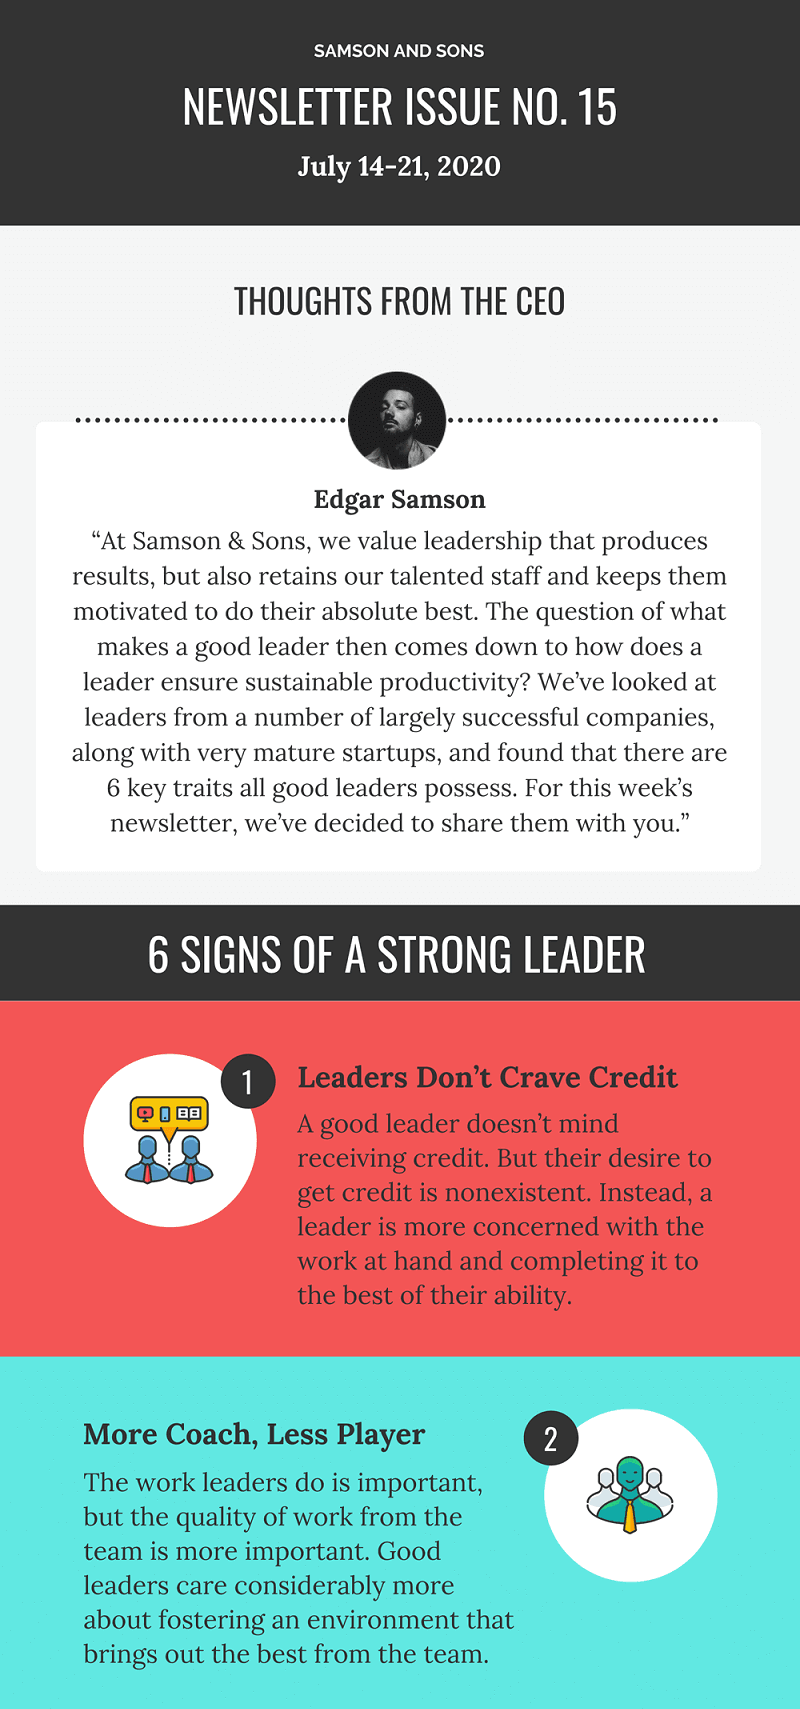 SAMSON AND SONS
NEWSLETTER ISSUE NO. 15
July 14-21, 2020
THOUGHTS FROM THE CEO
Edgar Samson
“At Samson & Sons, we value leadership that produces
results, but also retains our talented staff and keeps them
motivated to do their absolute best. The question of what
makes a good leader then comes down to how does a
leader ensure sustainable productivity? We’ve looked at
leaders from a number of largely successful companies,
along with very mature startups, and found that there are
6 key traits all good leaders possess. For this week’s
newsletter, we’ve decided to share them with you.”
6 SIGNS OF A STRONG LEADER
1
Leaders Don’t Crave Credit
A good leader doesn’t mind
receiving credit. But their desire to
get credit is nonexistent. Instead, a
leader is more concerned with the
work at hand and completing it to
the best of their ability.
More Coach, Less Player
2
The work leaders do is important,
but the quality of work from the
team is more important. Good
leaders care considerably more
about fostering an environment that
brings out the best from the team.